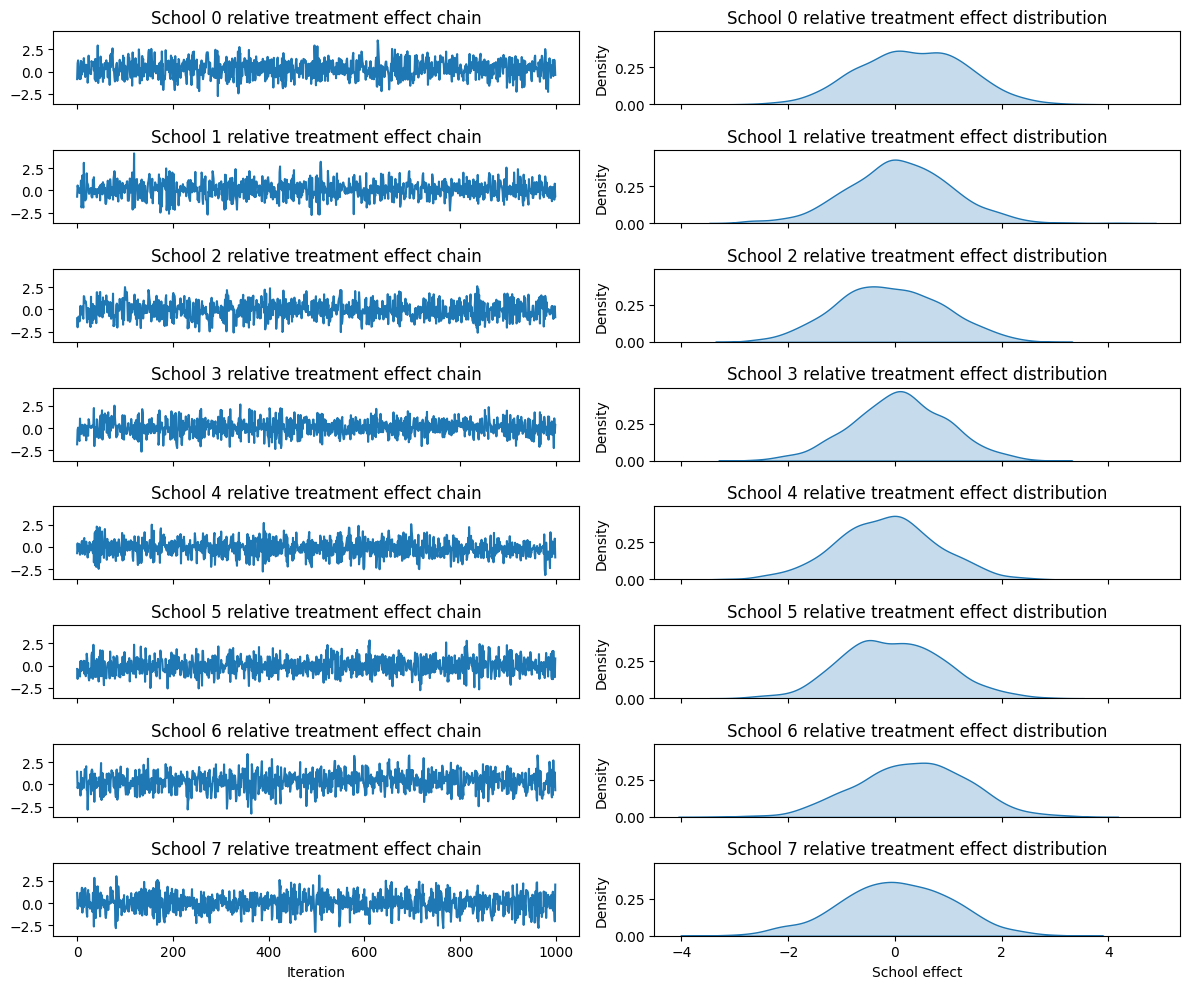 School 0 relative treatment effect chain
2.5
0.0
−2.5
School 0 relative treatment effect distribution
Density
0.25
0.00
School 1 relative treatment effect chain
2.5
0.0
−2.5
School 1 relative treatment effect distribution
Density
0.25
0.00
School 2 relative treatment effect chain
2.5
0.0
−2.5
School 2 relative treatment effect distribution
Density
0.25
0.00
School 3 relative treatment effect chain
2.5
0.0
−2.5
School 3 relative treatment effect distribution
Density
0.25
0.00
School 4 relative treatment effect chain
2.5
0.0
−2.5
School 4 relative treatment effect distribution
Density
0.25
0.00
School 5 relative treatment effect chain
2.5
0.0
−2.5
School 5 relative treatment effect distribution
Density
0.25
0.00
School 6 relative treatment effect chain
2.5
0.0
−2.5
School 6 relative treatment effect distribution
Density
0.25
0.00
School 7 relative treatment effect chain
2.5
0.0
−2.5
0 200 400 600 800 1000
Iteration
School 7 relative treatment effect distribution
Density
0.25
0.00
−4 −2 0 2 4
School effect